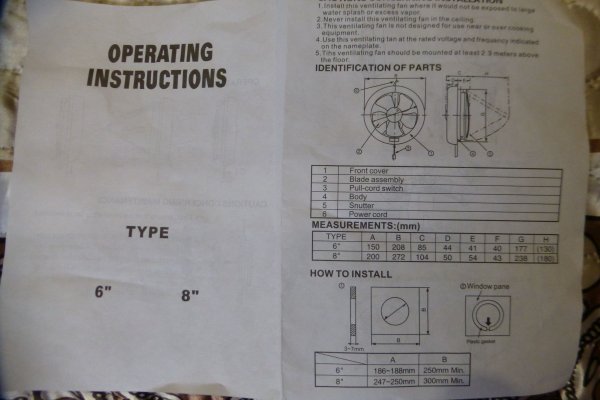 OPERATING
INSTRUCTIONS
TYPE
6" 8"
1.Install this ventilating fan where it would not be exposed to large
water splash or excess vapor.
2.Never install this ventilating fan in the ceiling.
3.This ventilating fan is not designed for use near or over cooking
equipment.
4.Use this ventilating fan at the rated voltage and frequency indicated
on the nameplate.
5.This ventilating fan should be mounted at least 2.3 meters above
the floor.
IDENTIFICATION OF PARTS
1 Front cover
2 Blade assembly
3 Pull-cord switch
4 Body
5 Snutter
6 Power cord
MEASUREMENTS:(mm)
TYPE A B C D E F G H
6" 150 208 85 44 41 40 177 (130)
8" 200 272 104 50 54 43 238 (180)
HOW TO INSTALL
① ② Window pane
A B
B
3~7mm
Plastic gasket
A B
6" 186~188mm 250mm Min.
8" 247~250mm 300mm Min.